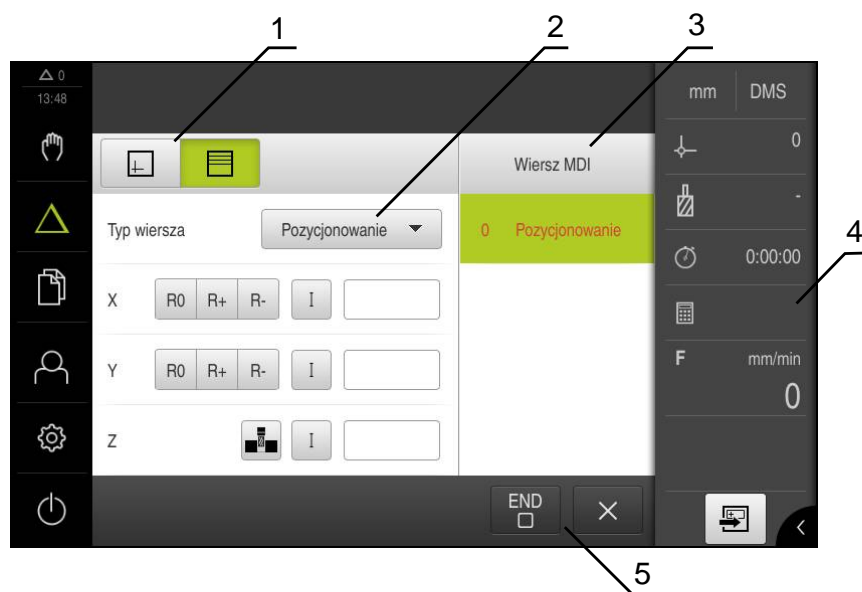 1
2
3
0
13:48
mm DMS
0
Wiersz MDI
-
Typ wiersza Pozycjonowanie 0 Pozycjonowanie
4
0:00:00
X R0 R+ R- I
F mm/min
Y R0 R+ R- I
0
Z I
END
5